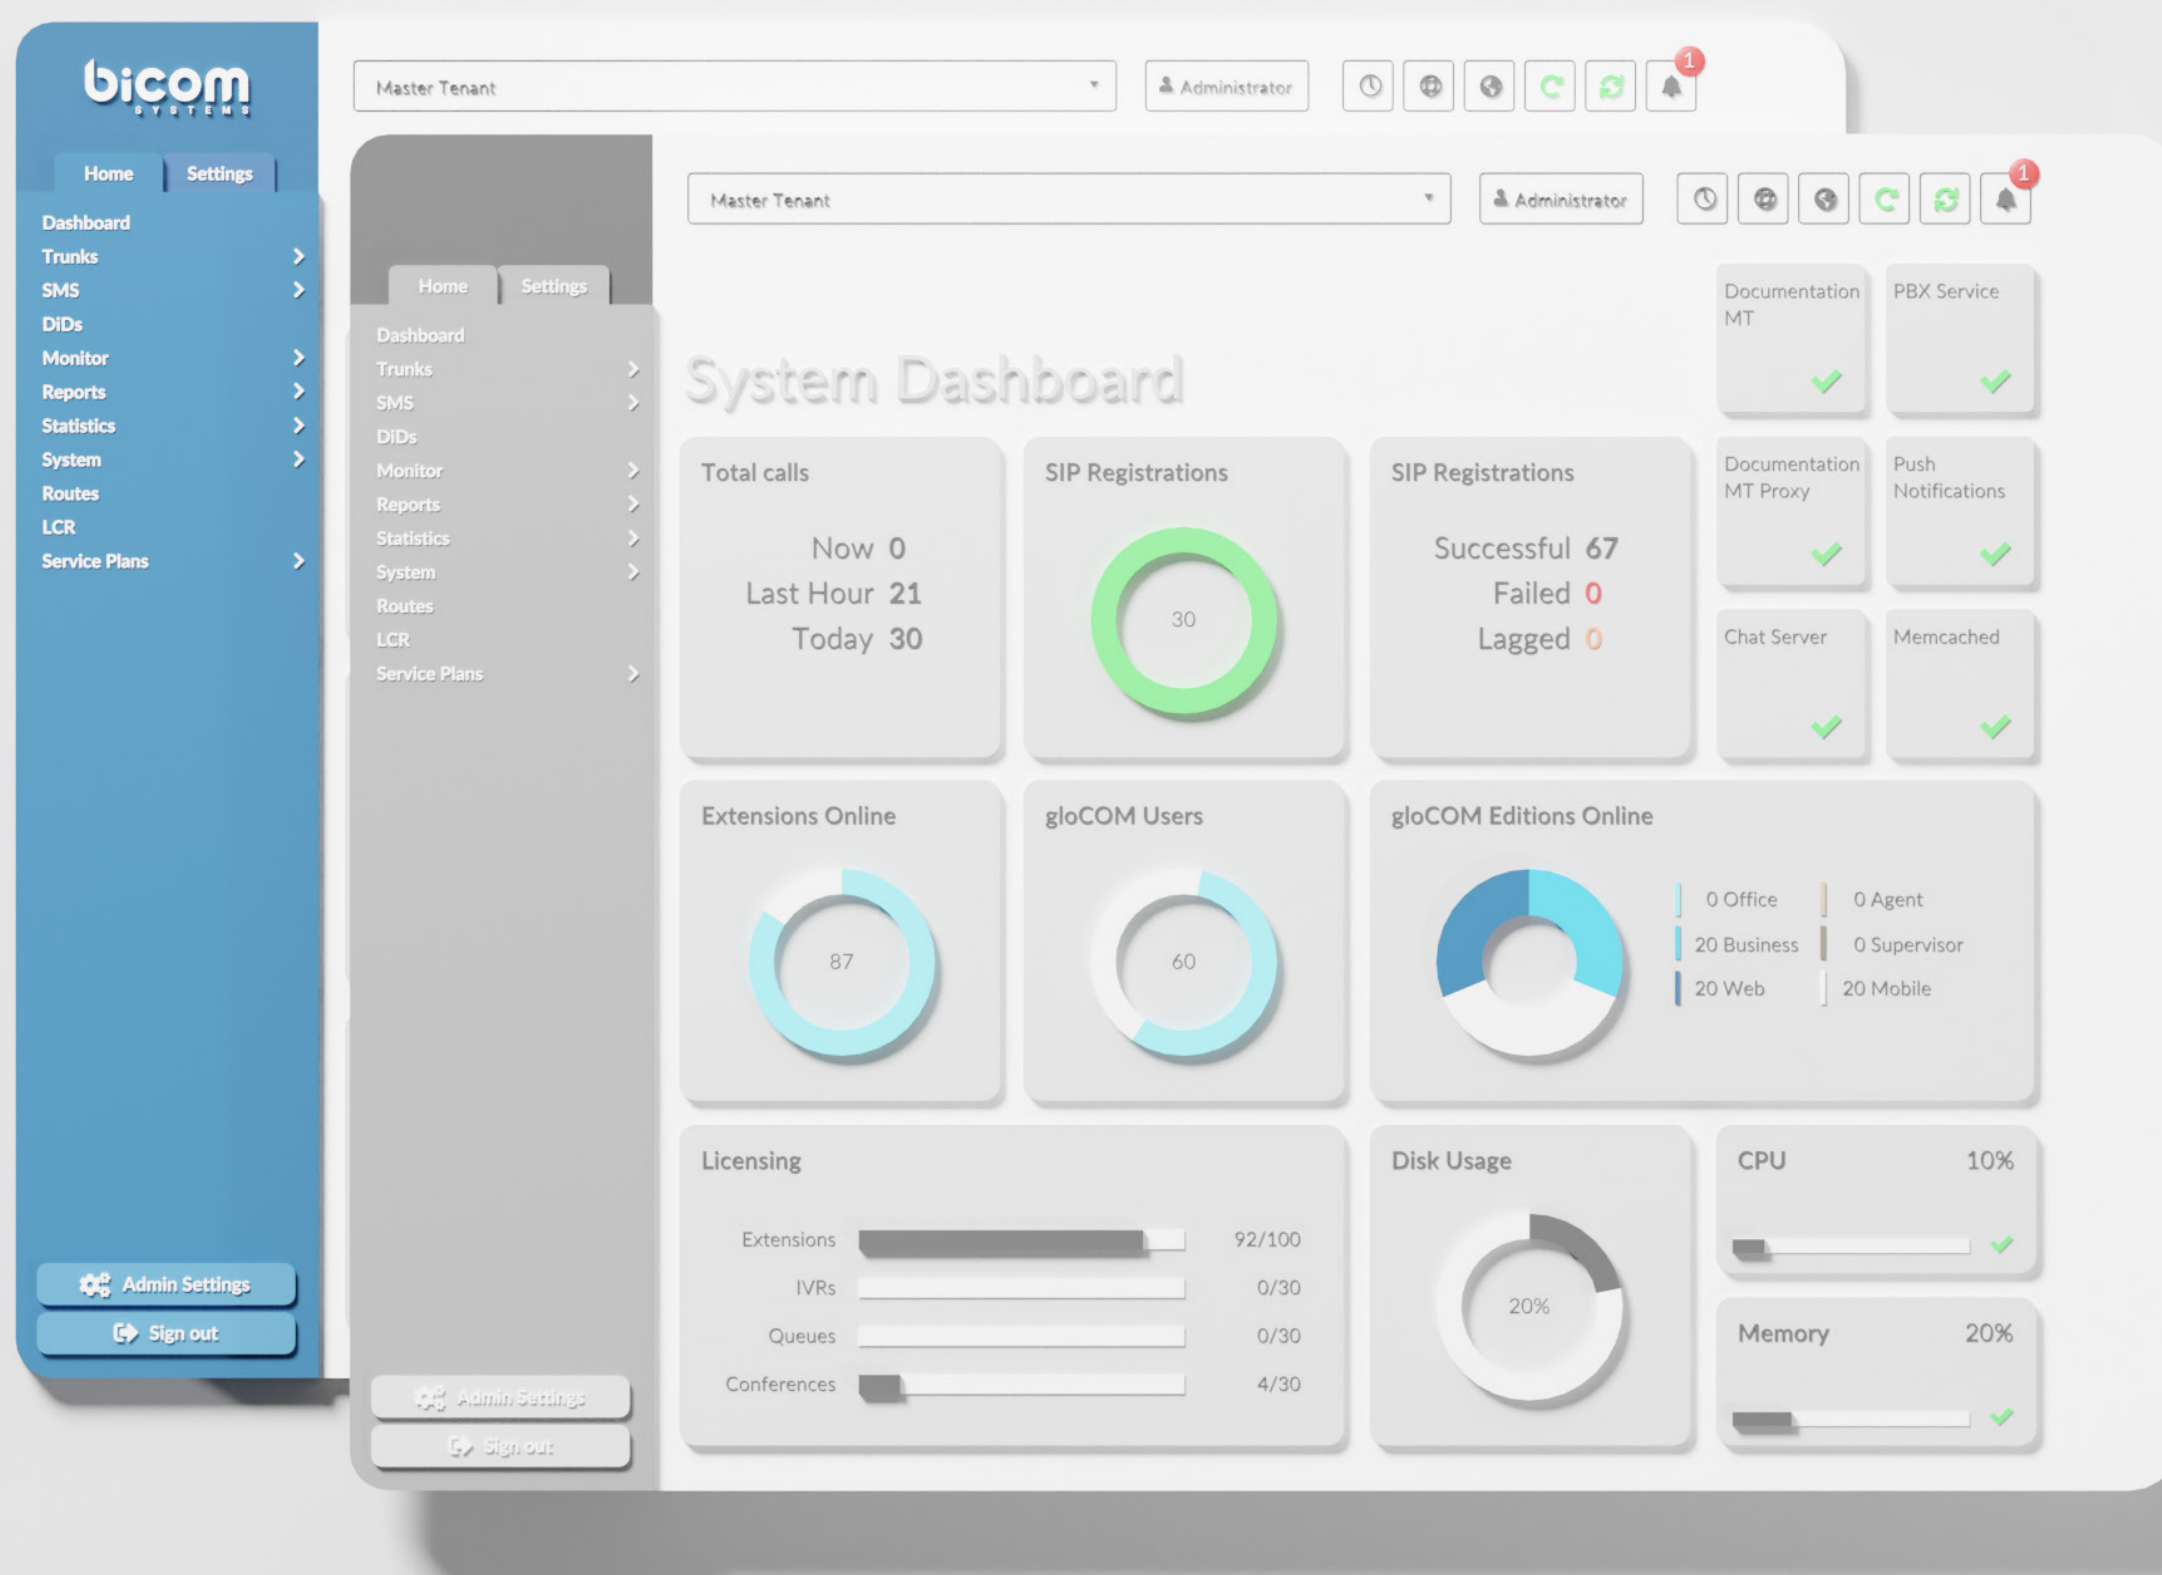 bicom
SYSTEMS
Master Tenant
Administrator
1
Home
Settings
Dashboard
Trunks
SMS
DiDs
Monitor
Reports
Statistics
System
Routes
LCR
Service Plans
Admin Settings
Sign out
Master Tenant
Administrator
1
Home
Settings
Dashboard
Trunks
SMS
DiDs
Monitor
Reports
Statistics
System
Routes
LCR
Service Plans
Admin Settings
Sign out
System Dashboard
Documentation
MT
PBX Service
Total calls
Now 0
Last Hour 21
Today 30
SIP Registrations
30
SIP Registrations
Successful 67
Failed 0
Lagged 0
Documentation
MT Proxy
Push
Notifications
Chat Server
Memcached
Extensions Online
87
gloCOM Users
60
gloCOM Editions Online
0 Office
0 Agent
20 Business
0 Supervisor
20 Web
20 Mobile
Licensing
Extensions 92/100
IVRs 0/30
Queues 0/30
Conferences 4/30
Disk Usage
20%
CPU 10%
Memory 20%